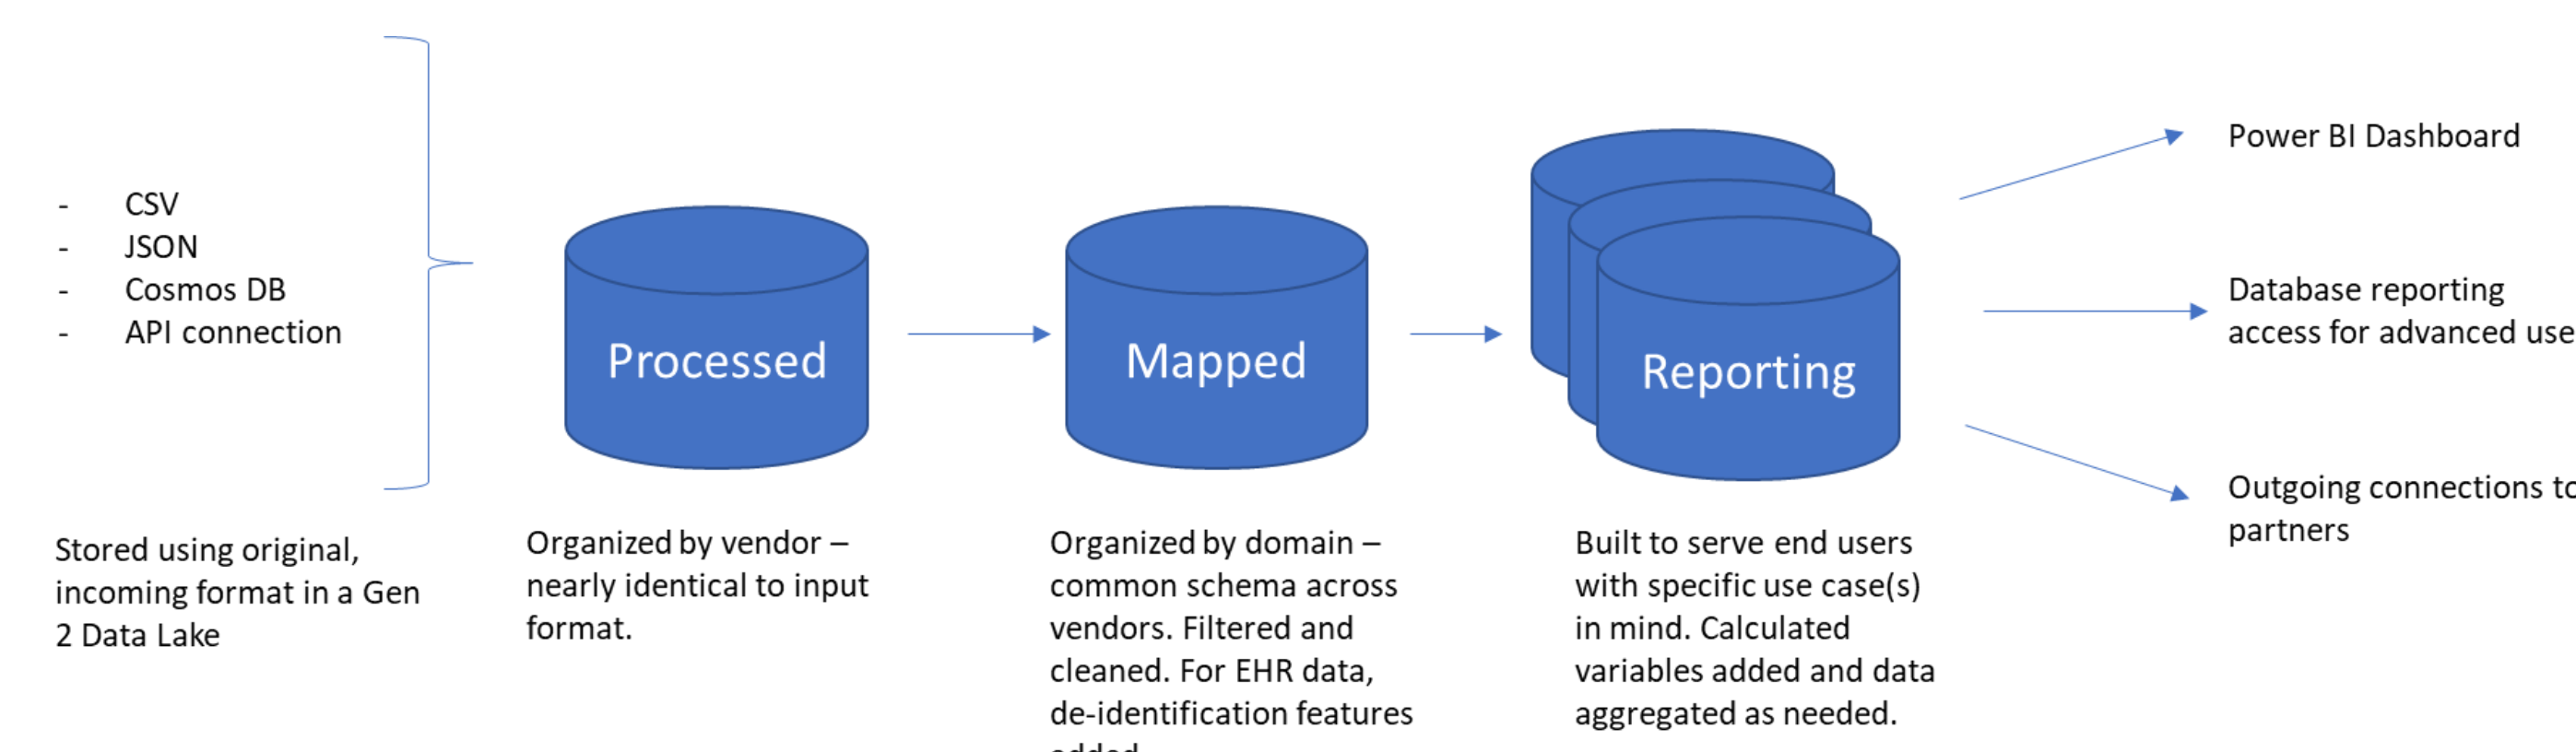 - CSV
- JSON
- Cosmos DB
- API connection
Stored using original,
incoming format in a Gen
2 Data Lake
Processed
Organized by vendor –
nearly identical to input
format.
Mapped
Organized by domain –
common schema across
vendors. Filtered and
cleaned. For EHR data,
de-identification features
Reporting
Built to serve end users
with specific use case(s)
in mind. Calculated
variables added and data
aggregated as needed.
Power BI Dashboard
Database reporting
access for advanced use
Outgoing connections to
partners